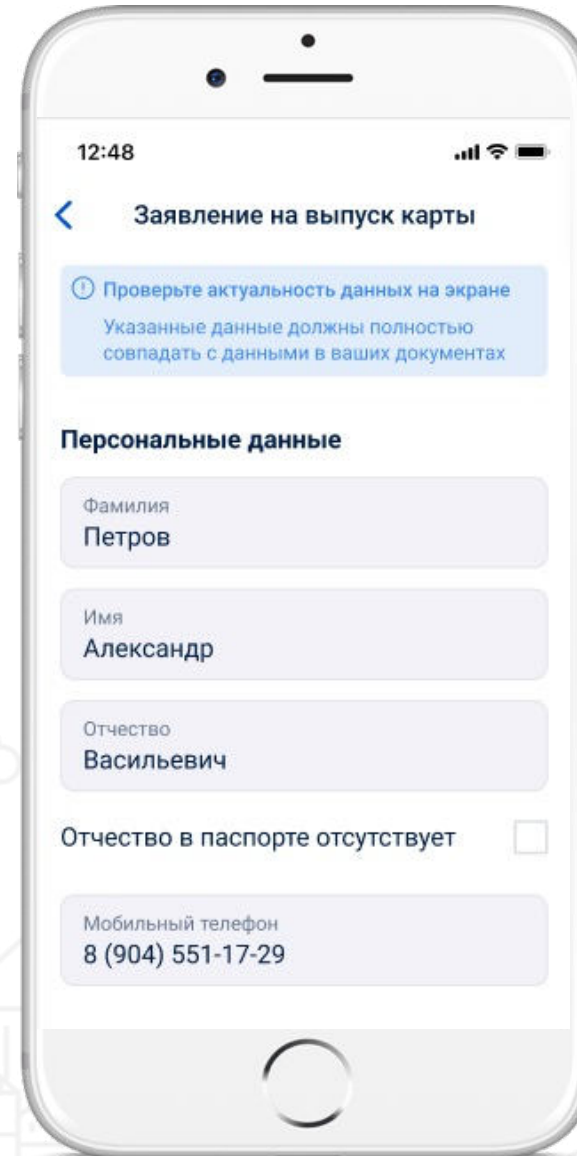 12:48
Заявление на выпуск карты
Проверьте актуальность данных на экране
Указанные данные должны полностью
совпадать с данными в ваших документах
Персональные данные
Фамилия
Петров
Имя
Александр
Отчество
Васильевич
Отчество в паспорте отсутствует
Мобильный телефон
8 (904) 551-17-29